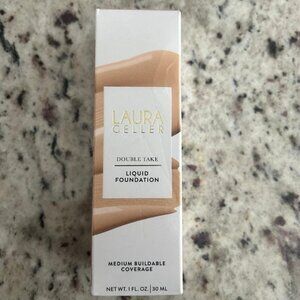 LAURA
GELLER
DOUBLE TAKE
LIQUID
FOUNDATION
MEDIUM BUILDABLE
COVERAGE
NET WT. 1 FL. OZ. | 30 ML